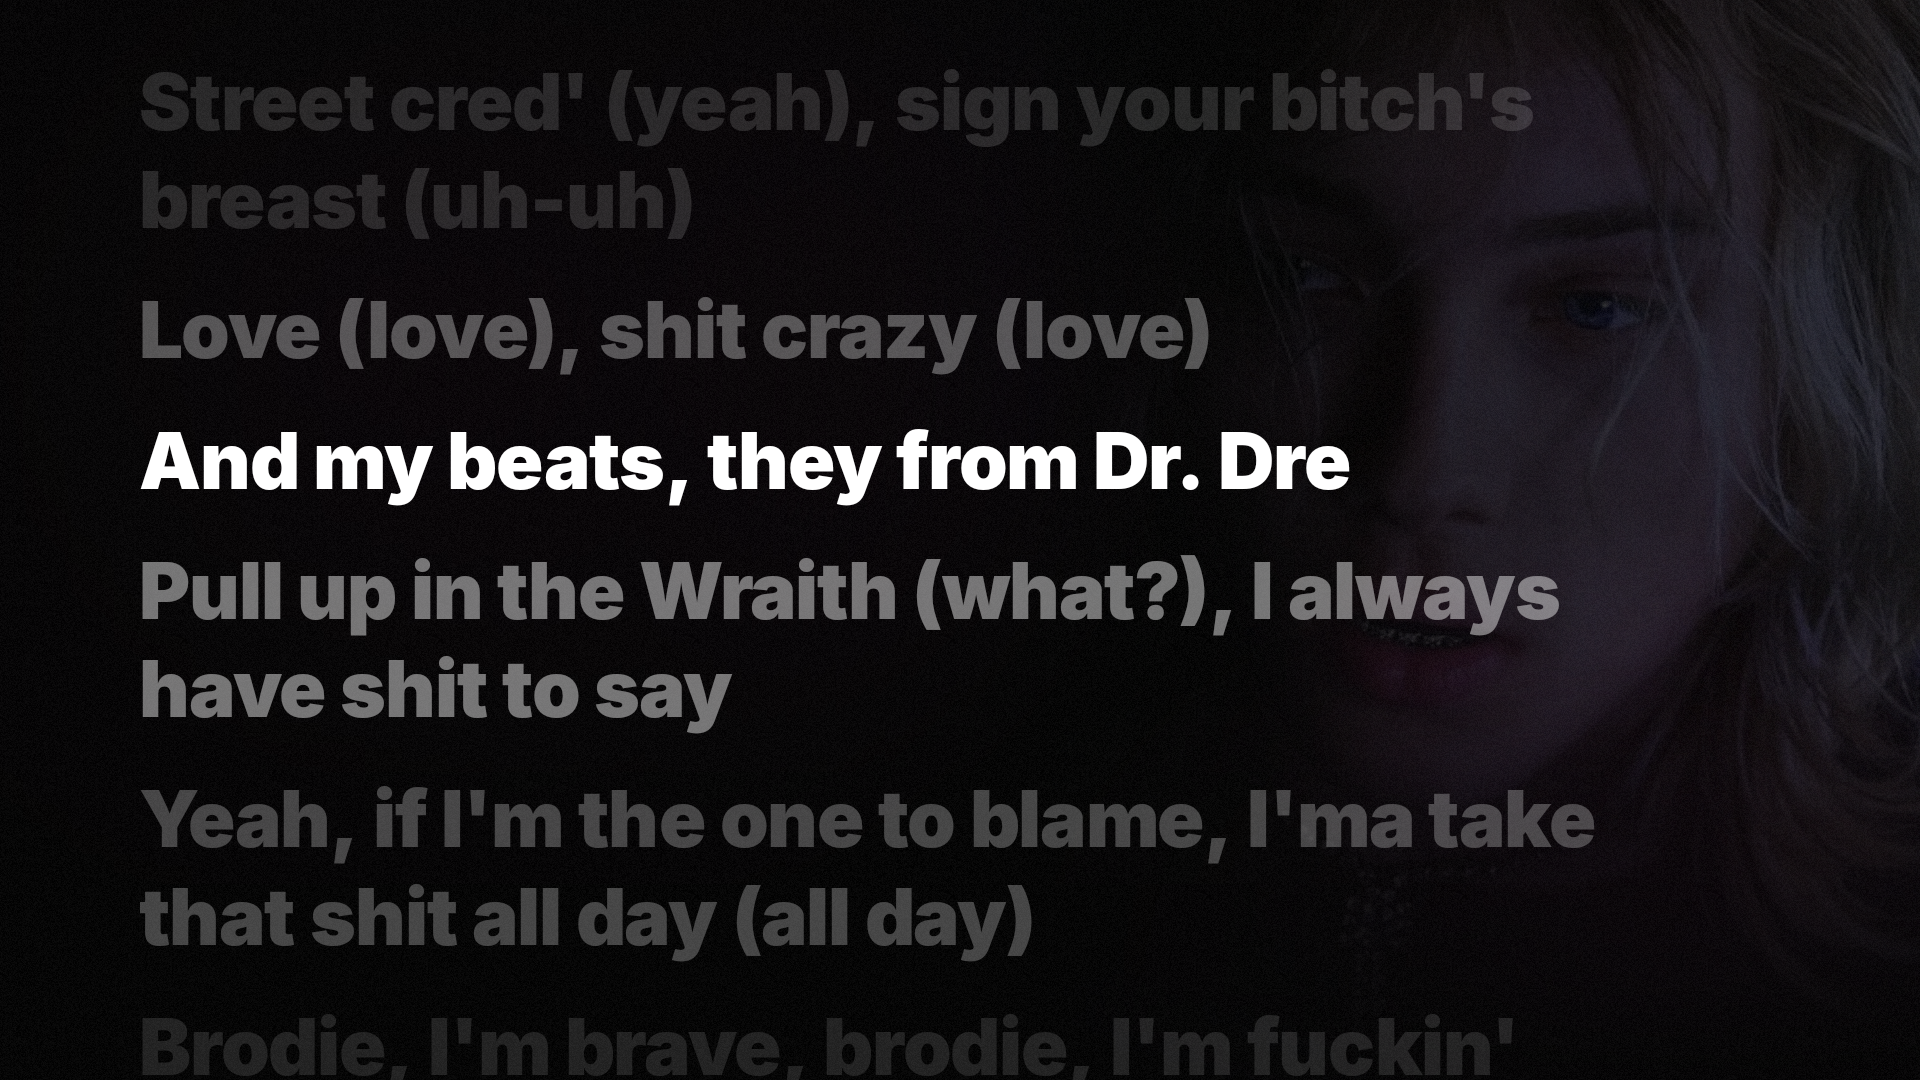 Street cred' (yeah), sign your bitch's
breast (uh-uh)
Love (love), shit crazy (love)
And my beats, they from Dr. Dre
Pull up in the Wraith (what?), I always
have shit to say
Yeah, if I'm the one to blame, I'ma take
that shit all day (all day)
Brodie, I'm brave, brodie, I'm fuckin'